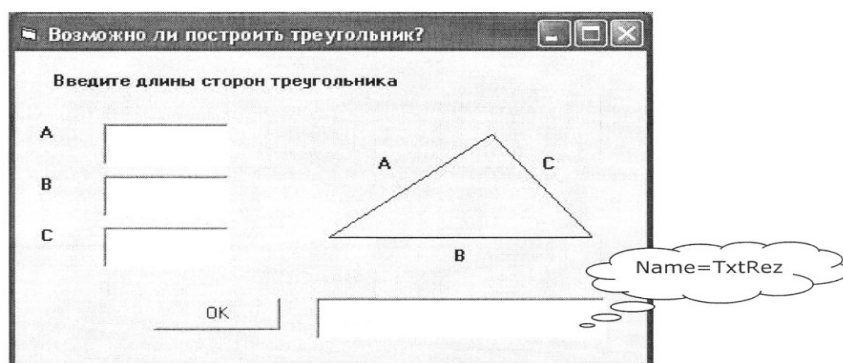 Возможно ли построить треугольник?
Введите длины сторон треугольника
A
B
C
A
C
B
Name=TxtRez
OK